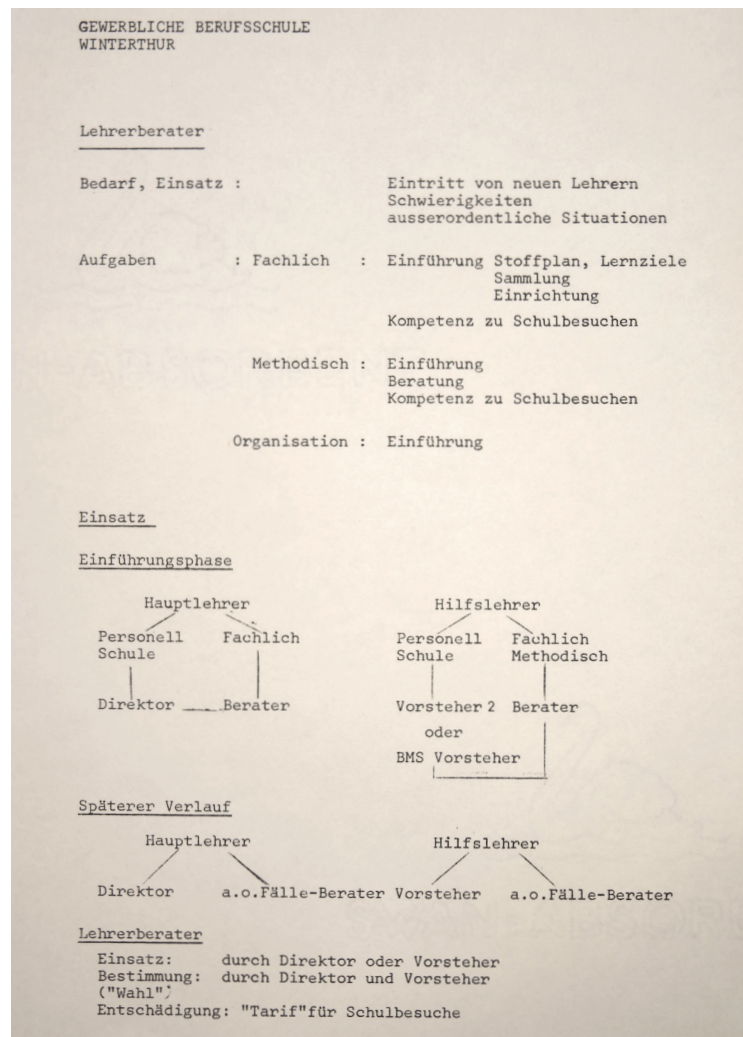 GEWERBLICHE BERUFSSCHULE
WINTERTHUR
Lehrerberater
Bedarf, Einsatz : Eintritt von neuen Lehrern
Schwierigkeiten
ausserordentliche Situationen
Aufgaben : Fachlich : Einführung Stoffplan, Lernziele
Sammlung
Einrichtung
Kompetenz zu Schulbesuchen
Methodisch : Einführung
Beratung
Kompetenz zu Schulbesuchen
Organisation : Einführung
Einsatz
Einführungsphase
Hauptlehrer Hilfslehrer
Personell Fachlich Personell Fachlich
Schule Schule Methodisch
Direktor Berater Vorsteher 2 Berater
oder
BMS Vorsteher
Späterer Verlauf
Hauptlehrer Hilfslehrer
Direktor a.o.Fälle-Berater Vorsteher a.o.Fälle-Berater
Lehrerberater
Einsatz: durch Direktor oder Vorsteher
Bestimmung: durch Direktor und Vorsteher
("Wahl")
Entschädigung: "Tarif"für Schulbesuche